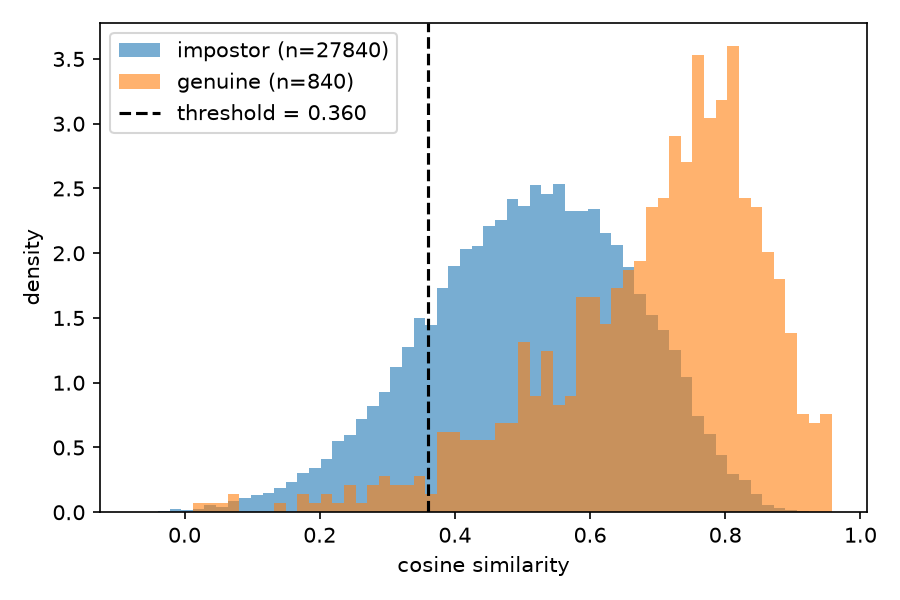 impostor (n=27840)
genuine (n=840)
threshold = 0.360
density
3.5
3.0
2.5
2.0
1.5
1.0
0.5
0.0
0.0 0.2 0.4 0.6 0.8 1.0
cosine similarity